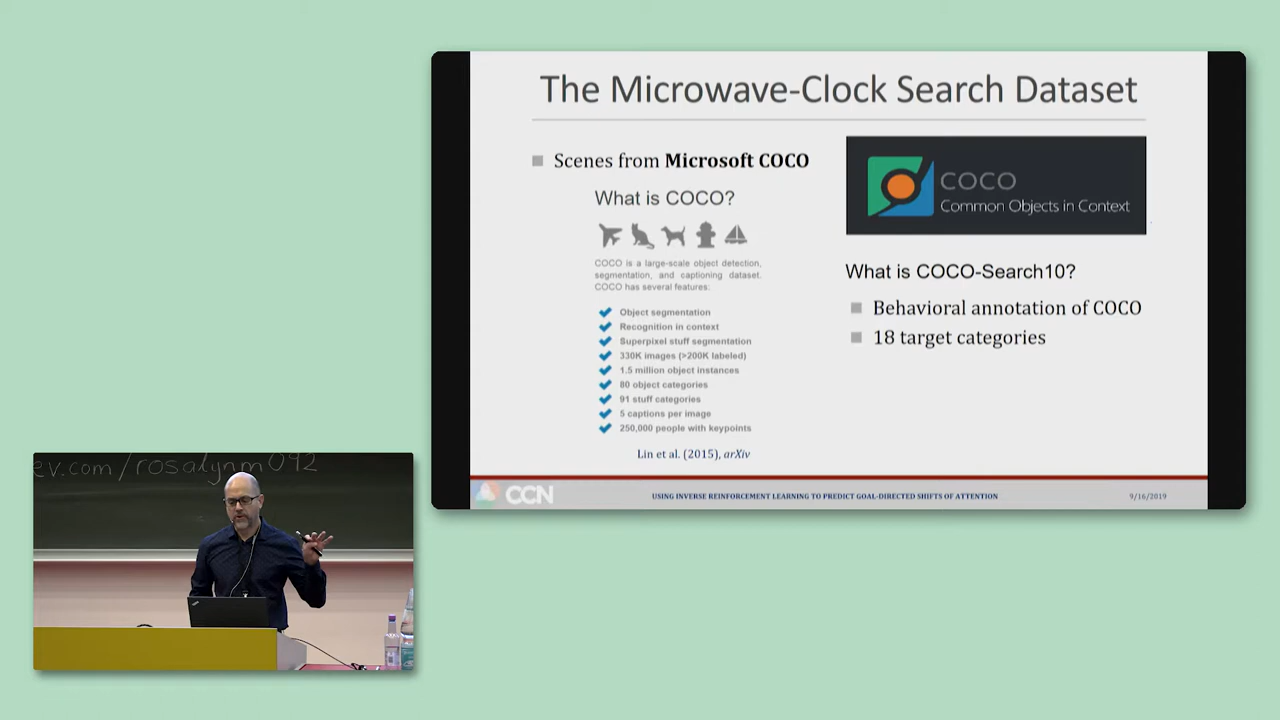 The Microwave-Clock Search Dataset
Scenes from Microsoft COCO
What is COCO?
COCO is a large-scale object detection,
segmentation, and captioning dataset.
COCO has several features:
Object segmentation
Recognition in context
Superpixel stuff segmentation
330K images (>200K labeled)
1.5 million object instances
80 object categories
91 stuff categories
5 captions per image
250,000 people with keypoints
Lin et al. (2015), arXiv
COCO
Common Objects in Context
What is COCO-Search10?
Behavioral annotation of COCO
18 target categories
CCN
USING INVERSE REINFORCEMENT LEARNING TO PREDICT GOAL-DIRECTED SHIFTS OF ATTENTION
9/16/2019
ev.com/rosalynm092